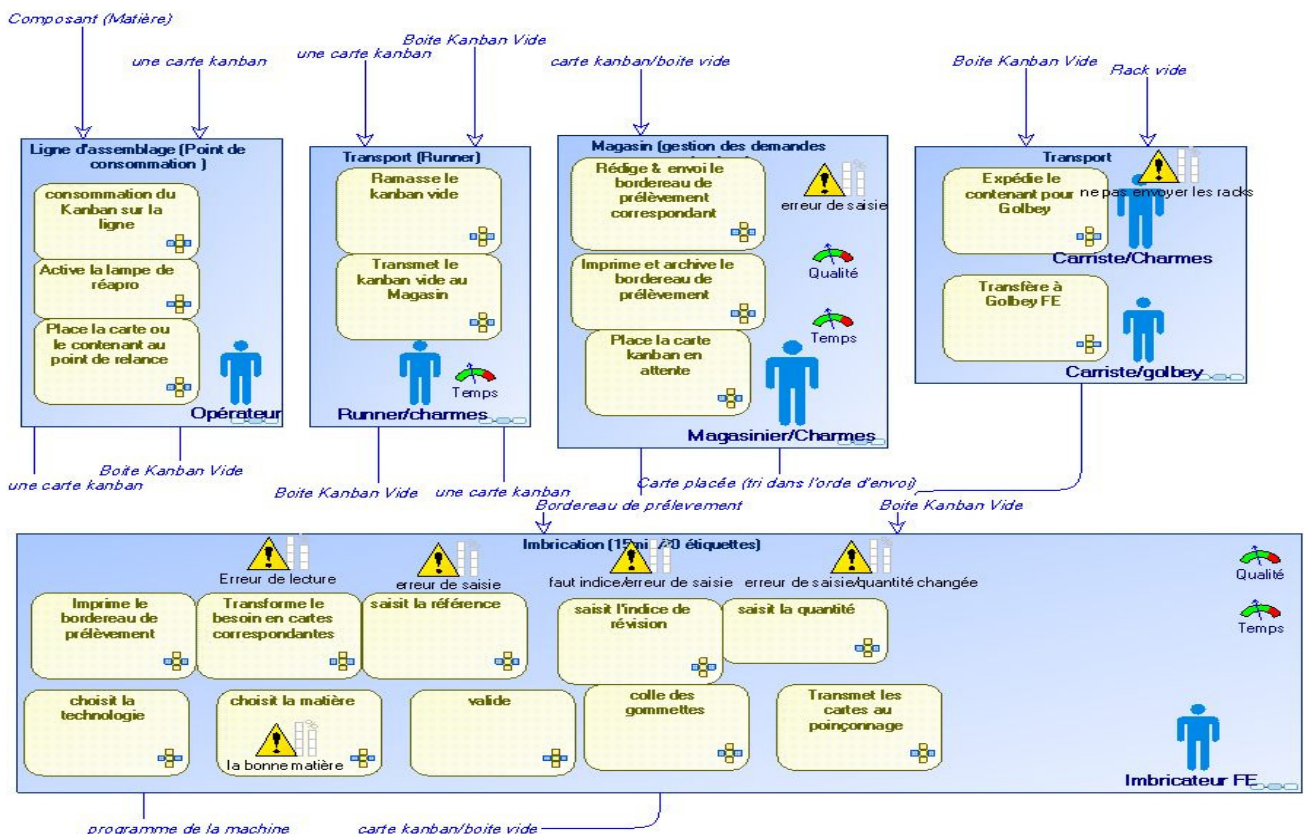 Composant (Matière)
une carte kanban
une carte kanban
Boite Kanban Vide
carte kanban/boite vide
Boite Kanban Vide
Rack vide
Ligne d'assemblage (Point de
consommation )
consommation du
Kanban sur la
ligne
Active la lampe de
réapro
Place la carte ou
le contenant au
point de relance
Opérateur
Transport (Runner)
Ramasse le
kanban vide
Transmet le
kanban vide au
Magasin
Temps
Runner/charmes
Magasin (gestion des demandes
Rédige & envoi le
bordereau de
prélèvement
correspondant
erreur de saisie
Imprime et archive le
bordereau de
prélèvement
Qualité
Place la carte
kanban en
attente
Temps
Magasinier/Charmes
Transport
Expédie le
contenant pour
Golbey
ne pas envoyer les racks
Carriste/Charmes
Transfère à
Golbey FE
Carriste/golbey
une carte kanban
Boite Kanban Vide
Boite Kanban Vide
une carte kanban
Carte placée (tri dans l'orde d'envoi)
Bordereau de prélevement
Boite Kanban Vide
Imbrication
étiquettes)
Erreur de lecture
erreur de saisie
faut indice/erreur de saisie
erreur de saisie/quantité changée
Qualité
Imprime le
bordereau de
prélèvement
Transforme le
besoin en cartes
correspondantes
saisit la référence
saisit l'indice de
révision
saisit la quantité
Temps
choisit la
technologie
choisit la matière
la bonne matière
valide
colle des
gommettes
Transmet les
cartes au
poinçonnage
Imbricateur FE
programme de la machine
carte kanban/boite vide